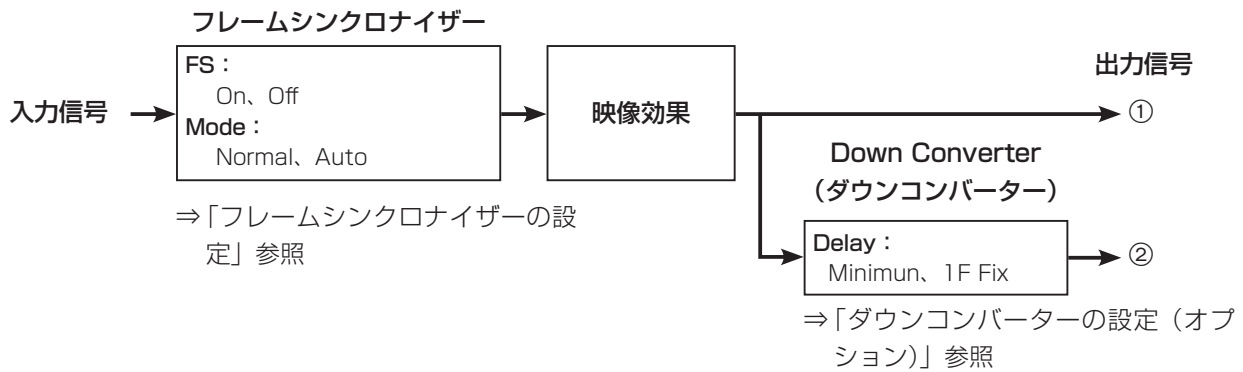 フレームシンクロナイザー
FS：
On、Off
Mode：
Normal、Auto
入力信号
映像効果
出力信号
①
Down Converter
（ダウンコンバーター）
Delay：
Minimun、1F Fix
②
⇒「フレームシンクロナイザーの設
定」参照
⇒「ダウンコンバーターの設定（オプ
ション）」参照